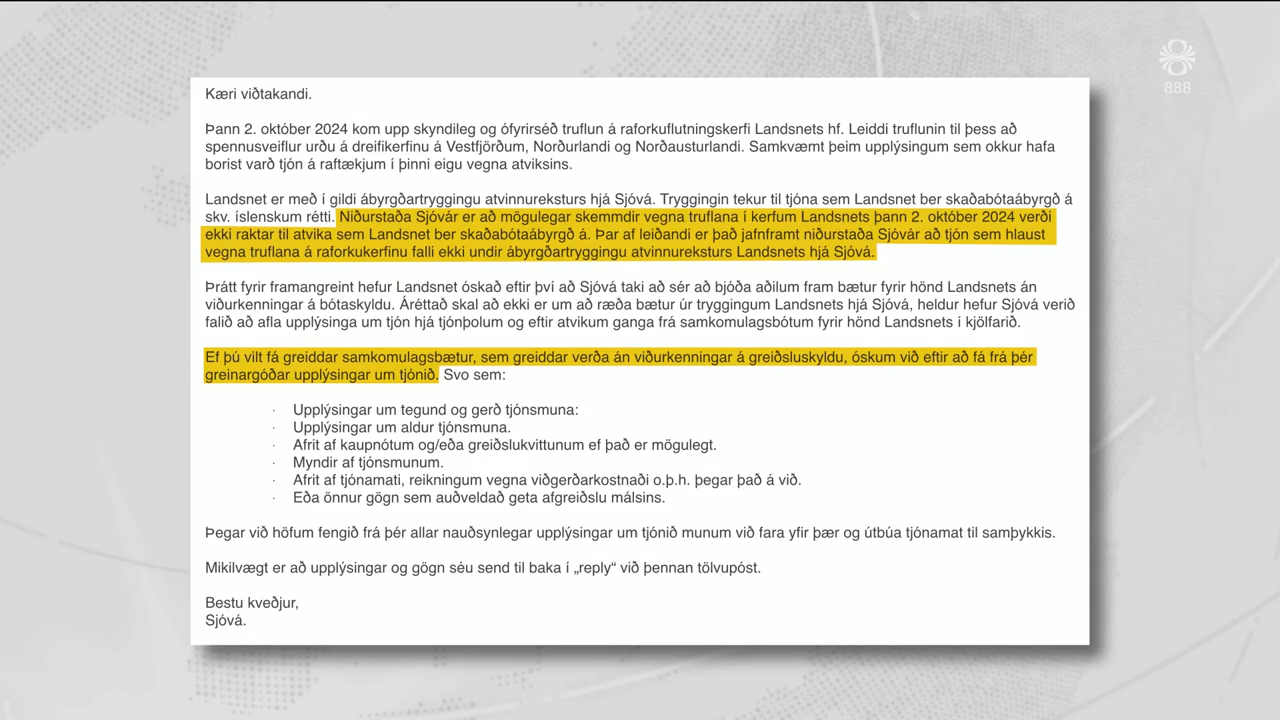 888
Kæri viðtakandi.
Þann 2. október 2024 kom upp skyndileg og ófyrirséð truflun á raforkuflutningskerfi Landsnets hf. Leiddi truflunin til þess að
spennusveiflur urðu á dreifikerfinu á Vestfjörðum, Norðurlandi og Norðausturlandi. Samkvæmt þeim upplýsingum sem okkur hafa
borist varð tjón á raftækjum í þinni eigu vegna atviksins.
Landsnet er með í gildi ábyrgðartryggingu atvinnureksturs hjá Sjóvá. Tryggingin tekur til tjóna sem Landsnet ber skaðabótaábyrgð á
skv. íslenskum rétti. Niðurstaða Sjóvár er að mögulegar skemmdir vegna truflana í kerfum Landsnets þann 2. október 2024 verði
ekki raktar til atvika sem Landsnet ber skaðabótaábyrgð á. Þar af leiðandi er það jafnframt niðurstaða Sjóvár að tjón sem hlaust
vegna truflana á raforkukerfinu falli ekki undir ábyrgðartryggingu atvinnureksturs Landsnets hjá Sjóvá.
Þrátt fyrir framangreint hefur Landsnet óskað eftir því að Sjóvá taki að sér að bjóða aðilum fram bætur fyrir hönd Landsnets án
viðurkenningar á bótaskyldu. Áréttað skal að ekki er um að ræða bætur úr tryggingum Landsnets hjá Sjóvá, heldur hefur Sjóvá verið
falið að afla upplýsinga um tjón hjá tjónþolum og eftir atvikum ganga frá samkomulagsbótum fyrir hönd Landsnets í kjölfarið.
Ef þú vilt fá greiddar samkomulagsbætur, sem greiddar verða án viðurkenningar á greiðsluskyldu, óskum við eftir að fá frá þér
greinargóðar upplýsingar um tjónið. Svo sem:
· Upplýsingar um tegund og gerð tjónsmuna:
· Upplýsingar um aldur tjónsmuna.
· Afrit af kaupnótum og/eða greiðslukvittunum ef það er mögulegt.
· Myndir af tjónsmunum.
· Afrit af tjónamati, reikningum vegna viðgerðarkostnaði o.þ.h. þegar það á við.
· Eða önnur gögn sem auðveldað geta afgreiðslu málsins.
Þegar við höfum fengið frá þér allar nauðsynlegar upplýsingar um tjónið munum við fara yfir þær og útbúa tjónamat til samþykkis.
Mikilvægt er að upplýsingar og gögn séu send til baka í „reply“ við þennan tölvupóst.
Bestu kveðjur,
Sjóvá.